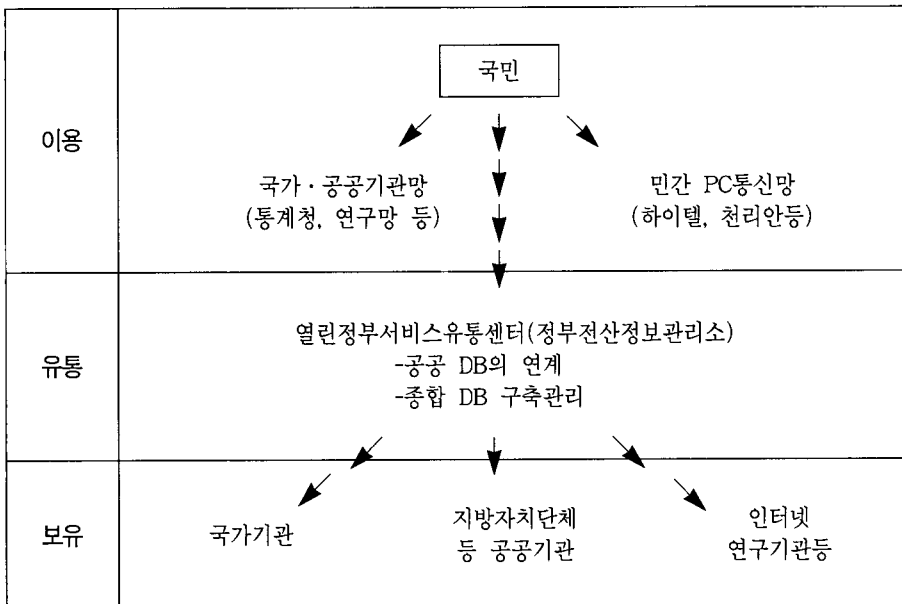 국민
이용
국가·공공기관망
(통계청, 연구망 등)
민간 PC통신망
(하이텔, 천리안등)
유통
열린정부서비스유통센터(정부전산정보관리소)
-공공 DB의 연계
-종합 DB 구축관리
보유
국가기관
지방자치단체
등 공공기관
인터넷
연구기관등